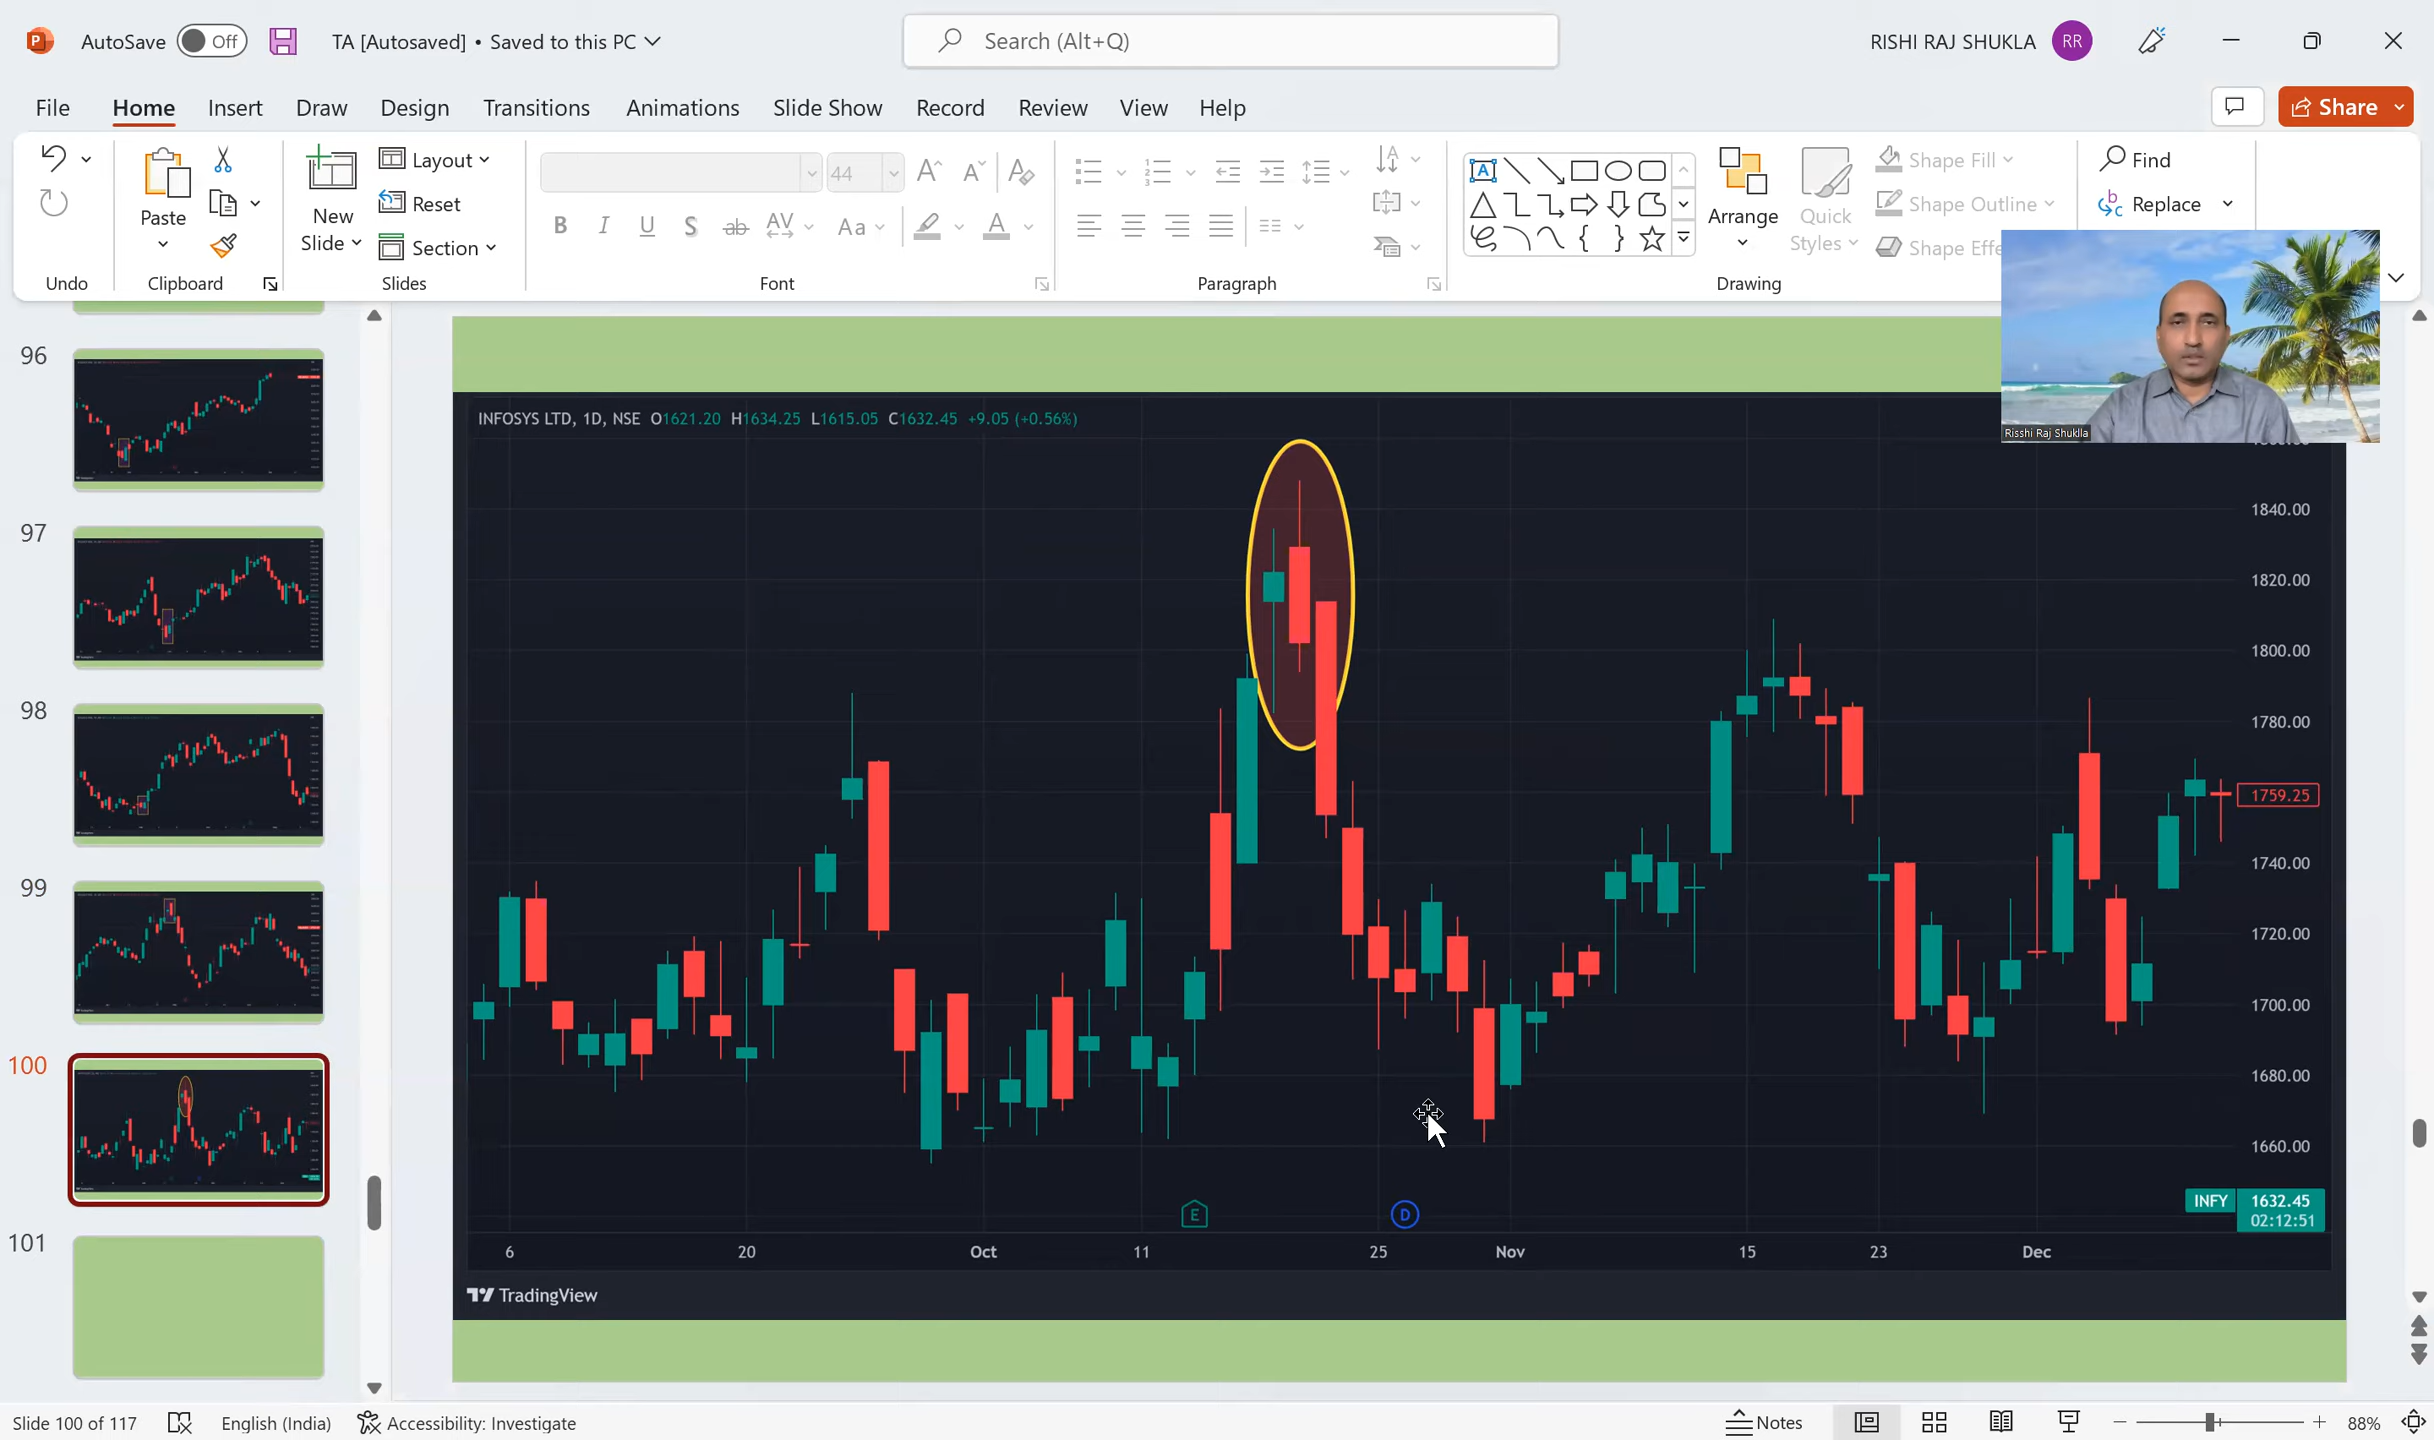 AutoSave Off TA [Autosaved] • Saved to this PC Search (Alt+Q) RISHI RAJ SHUKLA RR
File Home Insert Draw Design Transitions Animations Slide Show Record Review View Help Share
Paste
New
Slide
Layout
Reset
Section
44
B I U S ab AV Aa A
Arrange
Quick
Styles
Shape Fill
Shape Outline
Shape Effe
Find
Replace
Undo Clipboard Slides Font Paragraph Drawing
Risshi Raj Shuklla
96
97
98
99
100
101
INFOSYS LTD, 1D, NSE O1621.20 H1634.25 L1615.05 C1632.45 +9.05 (+0.56%)
1840.00
1820.00
1800.00
1780.00
1759.25
1740.00
1720.00
1700.00
1680.00
1660.00
INFY 1632.45
02:12:51
E D
6 20 Oct 11 25 Nov 15 23 Dec
TradingView
Slide 100 of 117 English (India) Accessibility: Investigate Notes 88%